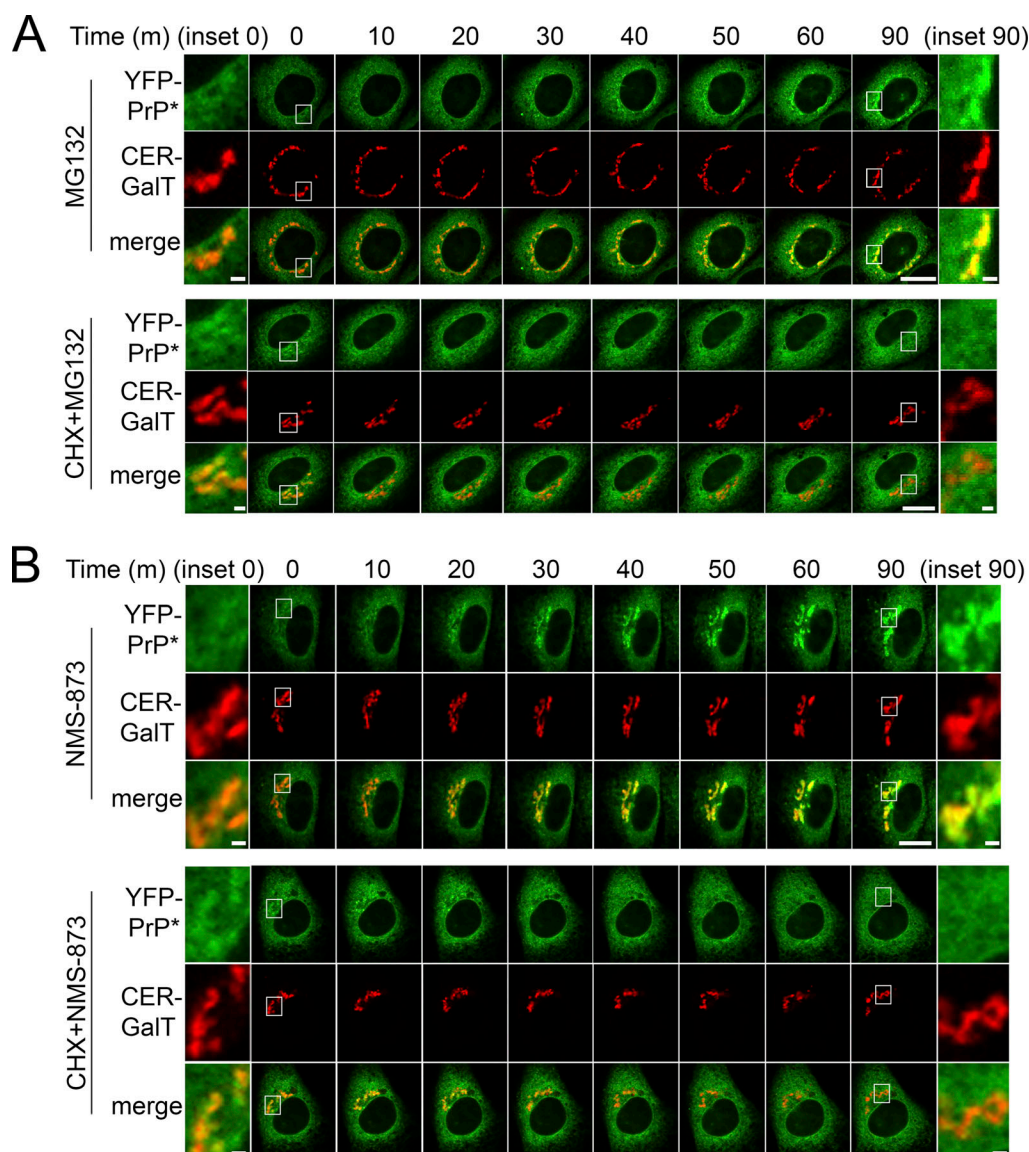 A
Time (m) (inset 0) 0 10 20 30 40 50 60 90 (inset 90)
MG132
YFP-
PrP*
CER-
GalT
merge
CHX+MG132
YFP-
PrP*
CER-
GalT
merge
B
Time (m) (inset 0) 0 10 20 30 40 50 60 90 (inset 90)
NMS-873
YFP-
PrP*
CER-
GalT
merge
CHX+NMS-873
YFP-
PrP*
CER-
GalT
merge